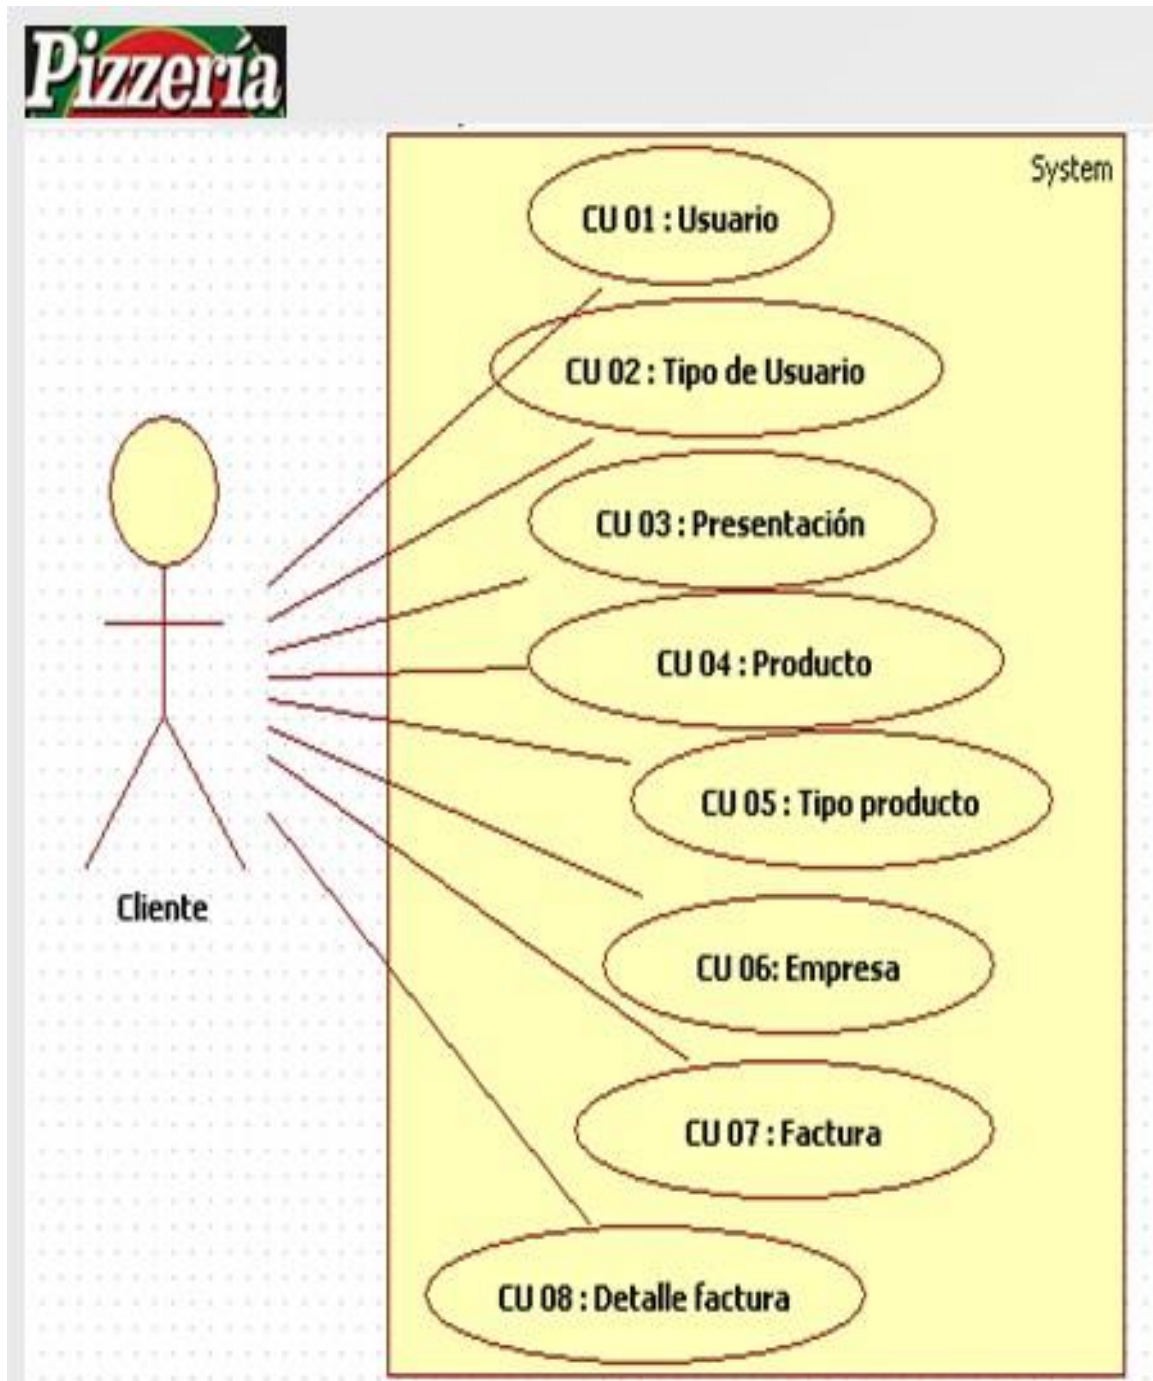 Pizzería
System
CU 01 : Usuario
CU 02 : Tipo de Usuario
CU 03 : Presentación
CU 04 : Producto
CU 05 : Tipo producto
Cliente
CU 06: Empresa
CU 07 : Factura
CU 08 : Detalle factura